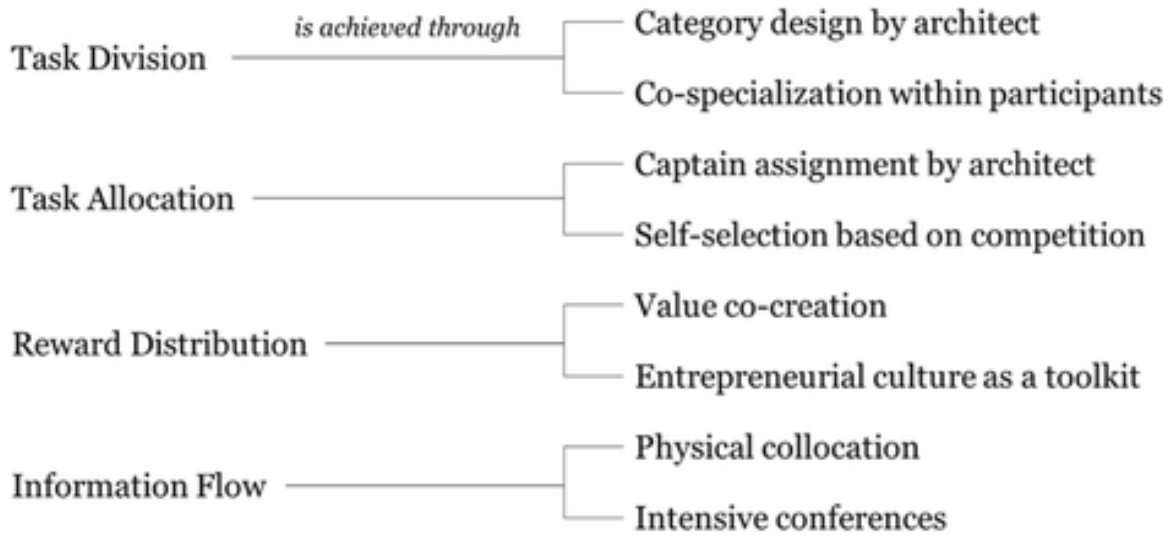 is achieved through
Task Division
Category design by architect
Co-specialization within participants
Task Allocation
Captain assignment by architect
Self-selection based on competition
Reward Distribution
Value co-creation
Entrepreneurial culture as a toolkit
Information Flow
Physical collocation
Intensive conferences